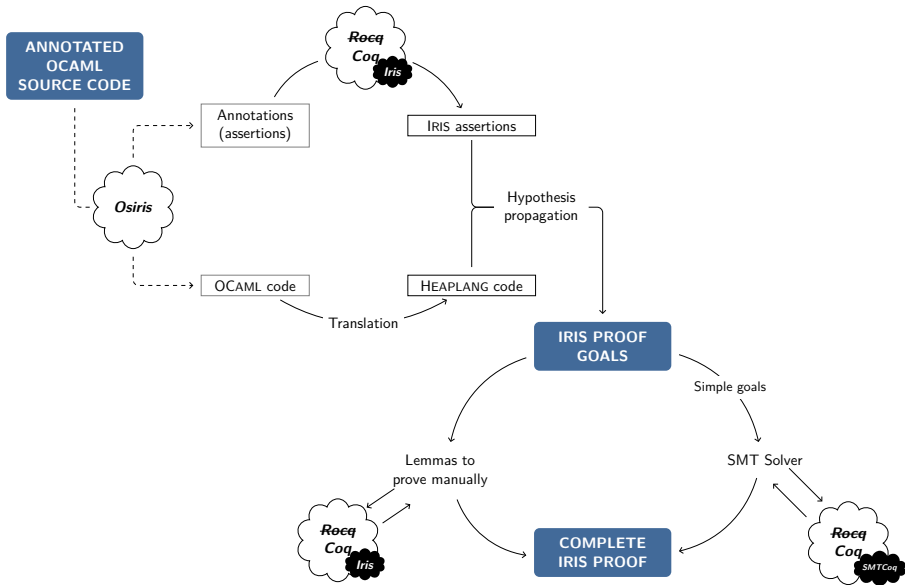 ANNOTATED
OCAML
SOURCE CODE
Rocq
Coq
Iris
Annotations
(assertions)
IRIS assertions
Osiris
Hypothesis
propagation
OCAML code
HEAPLANG code
Translation
IRIS PROOF
GOALS
Simple goals
Lemmas to
prove manually
SMT Solver
Rocq
Coq
Iris
COMPLETE
IRIS PROOF
Rocq
Coq
SMTCoq